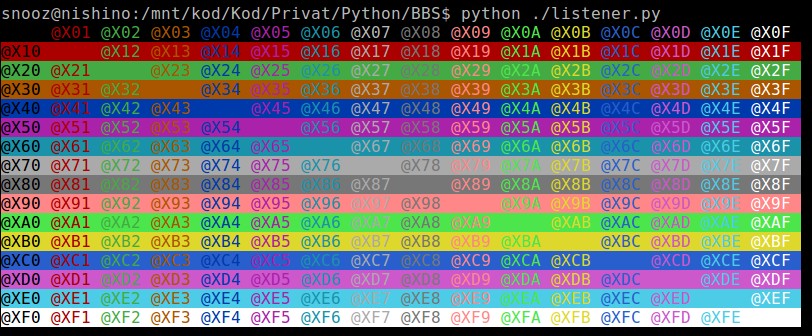 snooz@nishino:/mnt/kod/Kod/Privat/Python/BBS$ python ./listener.py
@X01 @X02 @X03 @X04 @X05 @X06 @X07 @X08 @X09 @X0A @X0B @X0C @X0D @X0E @X0F
@X10 @X12 @X13 @X14 @X15 @X16 @X17 @X18 @X19 @X1A @X1B @X1C @X1D @X1E @X1F
@X20 @X21 @X23 @X24 @X25 @X26 @X27 @X28 @X29 @X2A @X2B @X2C @X2D @X2E @X2F
@X30 @X31 @X32 @X34 @X35 @X36 @X37 @X38 @X39 @X3A @X3B @X3C @X3D @X3E @X3F
@X40 @X41 @X42 @X43 @X45 @X46 @X47 @X48 @X49 @X4A @X4B @X4C @X4D @X4E @X4F
@X50 @X51 @X52 @X53 @X54 @X56 @X57 @X58 @X59 @X5A @X5B @X5C @X5D @X5E @X5F
@X60 @X61 @X62 @X63 @X64 @X65 @X67 @X68 @X69 @X6A @X6B @X6C @X6D @X6E @X6F
@X70 @X71 @X72 @X73 @X74 @X75 @X76 @X78 @X79 @X7A @X7B @X7C @X7D @X7E @X7F
@X80 @X81 @X82 @X83 @X84 @X85 @X86 @X87 @X89 @X8A @X8B @X8C @X8D @X8E @X8F
@X90 @X91 @X92 @X93 @X94 @X95 @X96 @X97 @X98 @X9A @X9B @X9C @X9D @X9E @X9F
@XA0 @XA1 @XA2 @XA3 @XA4 @XA5 @XA6 @XA7 @XA8 @XA9 @XAB @XAC @XAD @XAE @XAF
@XB0 @XB1 @XB2 @XB3 @XB4 @XB5 @XB6 @XB7 @XB8 @XB9 @XBA @XBC @XBD @XBE @XBF
@XC0 @XC1 @XC2 @XC3 @XC4 @XC5 @XC6 @XC7 @XC8 @XC9 @XCA @XCB @XCD @XCE @XCF
@XD0 @XD1 @XD2 @XD3 @XD4 @XD5 @XD6 @XD7 @XD8 @XD9 @XDA @XDB @XDC @XDE @XDF
@XE0 @XE1 @XE2 @XE3 @XE4 @XE5 @XE6 @XE7 @XE8 @XE9 @XEA @XEB @XEC @XED @XEF
@XF0 @XF1 @XF2 @XF3 @XF4 @XF5 @XF6 @XF7 @XF8 @XF9 @XFA @XFB @XFC @XFD @XFE